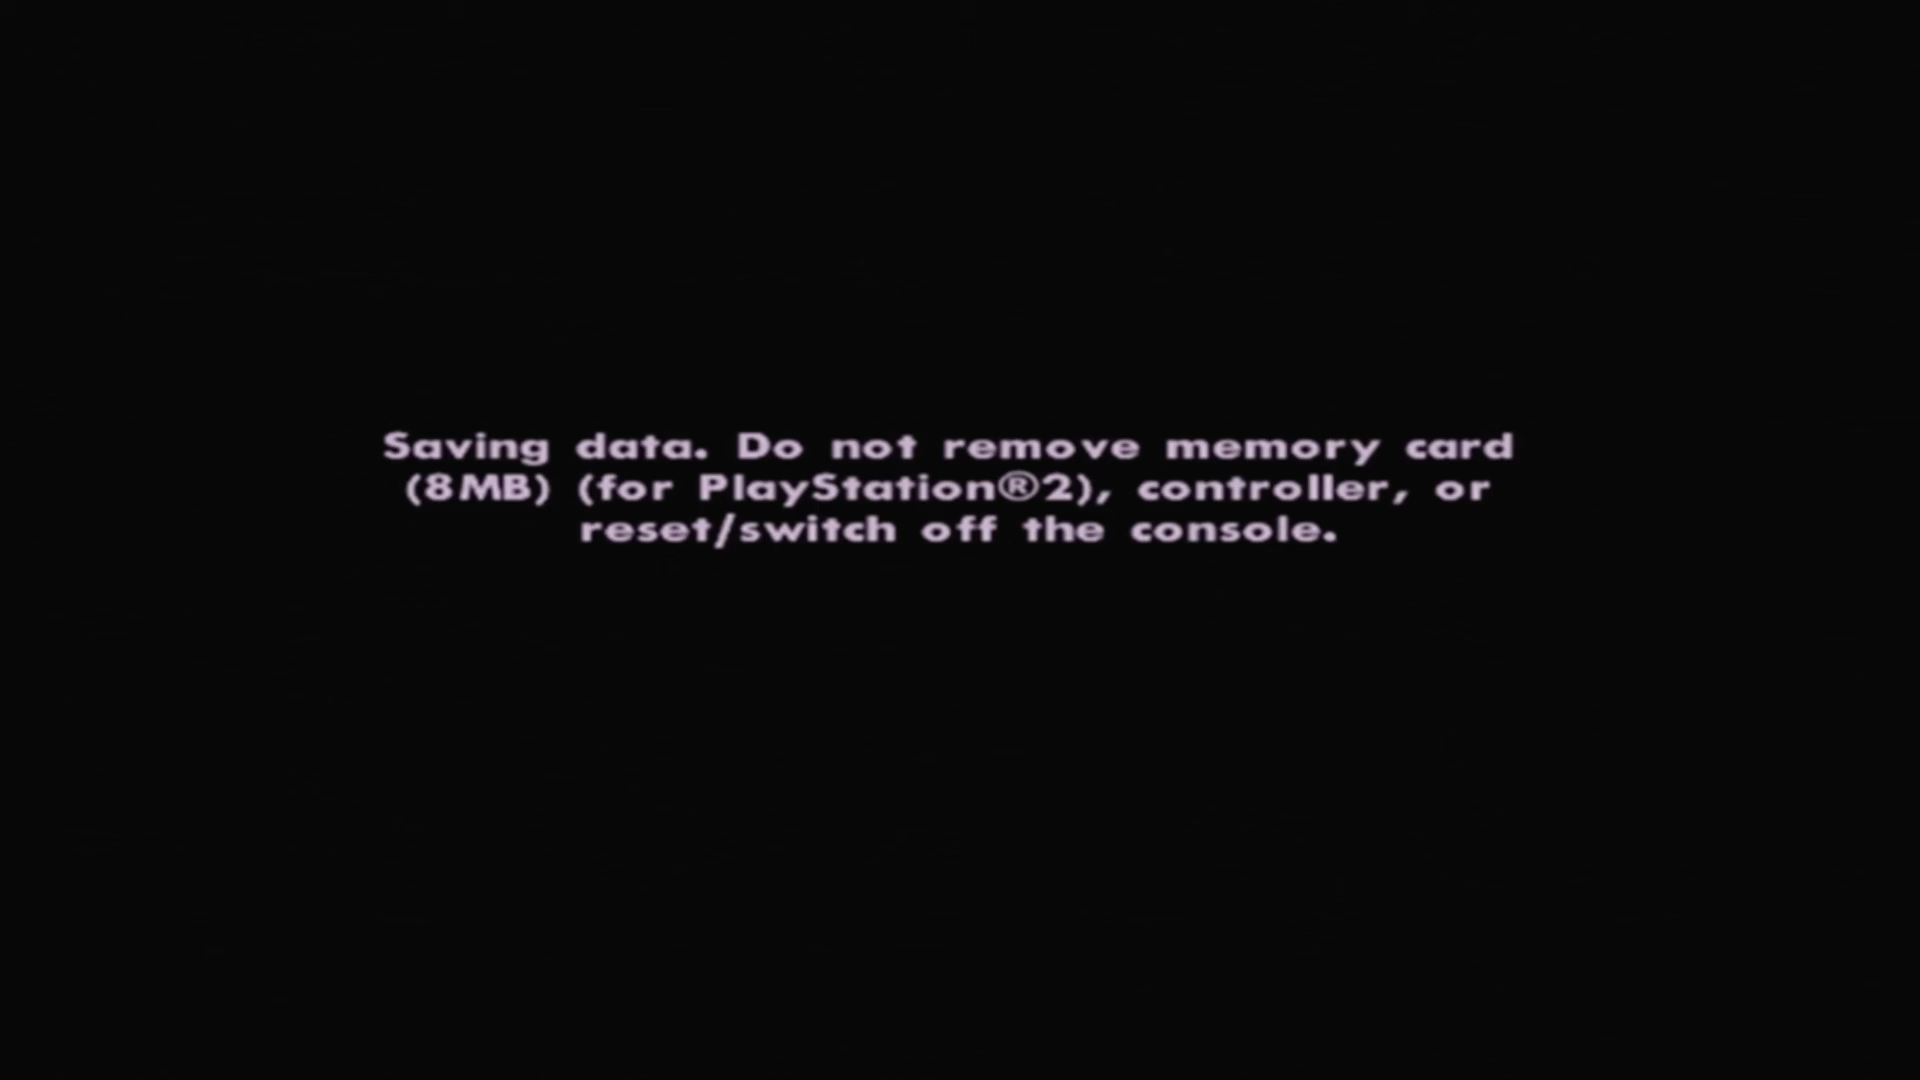 Saving data. Do not remove memory card
(8MB) (for PlayStation®2), controller, or
reset/switch off the console.